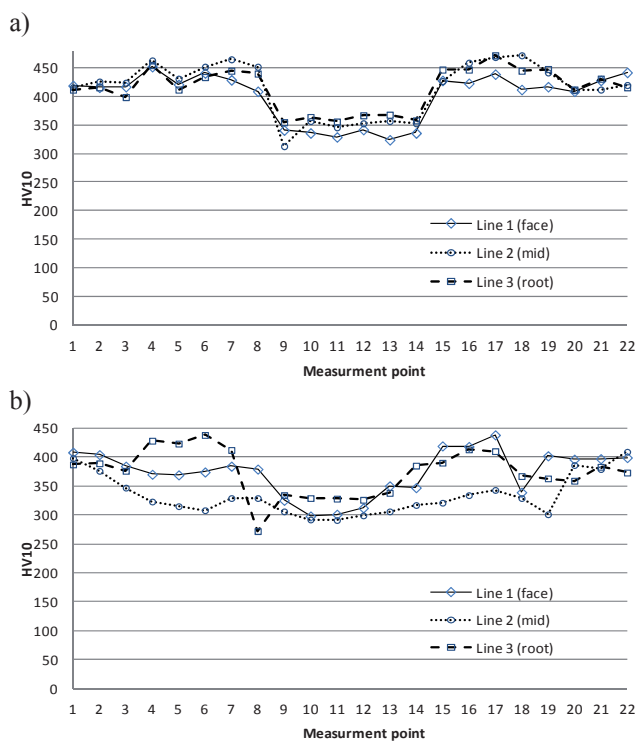 a)
HV10
450
400
350
300
250
200
150
100
50
0
Line 1 (face)
Line 2 (mid)
Line 3 (root)
1 2 3 4 5 6 7 8 9 10 11 12 13 14 15 16 17 18 19 20 21 22
Measurment point
b)
HV10
450
400
350
300
250
200
150
100
50
0
Line 1 (face)
Line 2 (mid)
Line 3 (root)
1 2 3 4 5 6 7 8 9 10 11 12 13 14 15 16 17 18 19 20 21 22
Measurment point